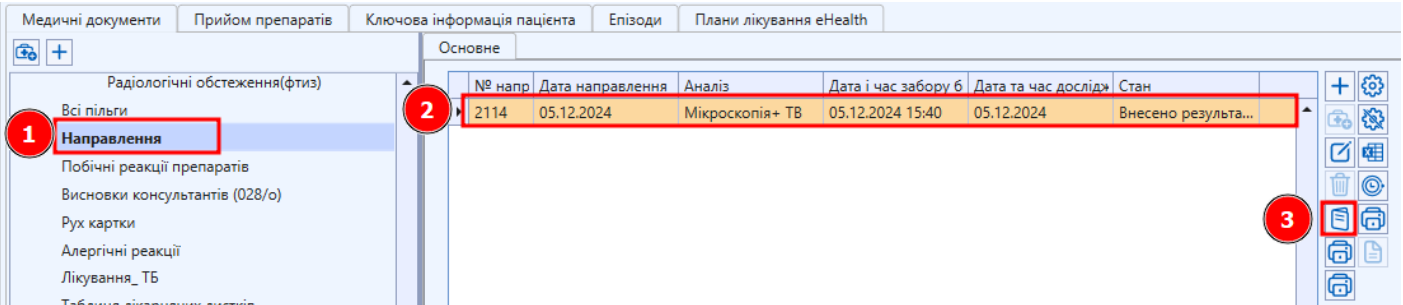 Медичні документи Прийом препаратів Ключова інформація пацієнта Епізоди Плани лікування eHealth
Основне
Радіологічні обстеження(фтиз)
Всі пільги
1 Направлення
Побічні реакції препаратів
Висновки консультантів (028/о)
Рух картки
Алергічні реакції
Лікування_ ТБ
Таблиця лікарняних листків
№ напр Дата направлення Аналіз Дата і час забору б Дата та час дослідж Стан
2 2114 05.12.2024 Мікроскопія+ ТВ 05.12.2024 15:40 05.12.2024 Внесено результа...
3